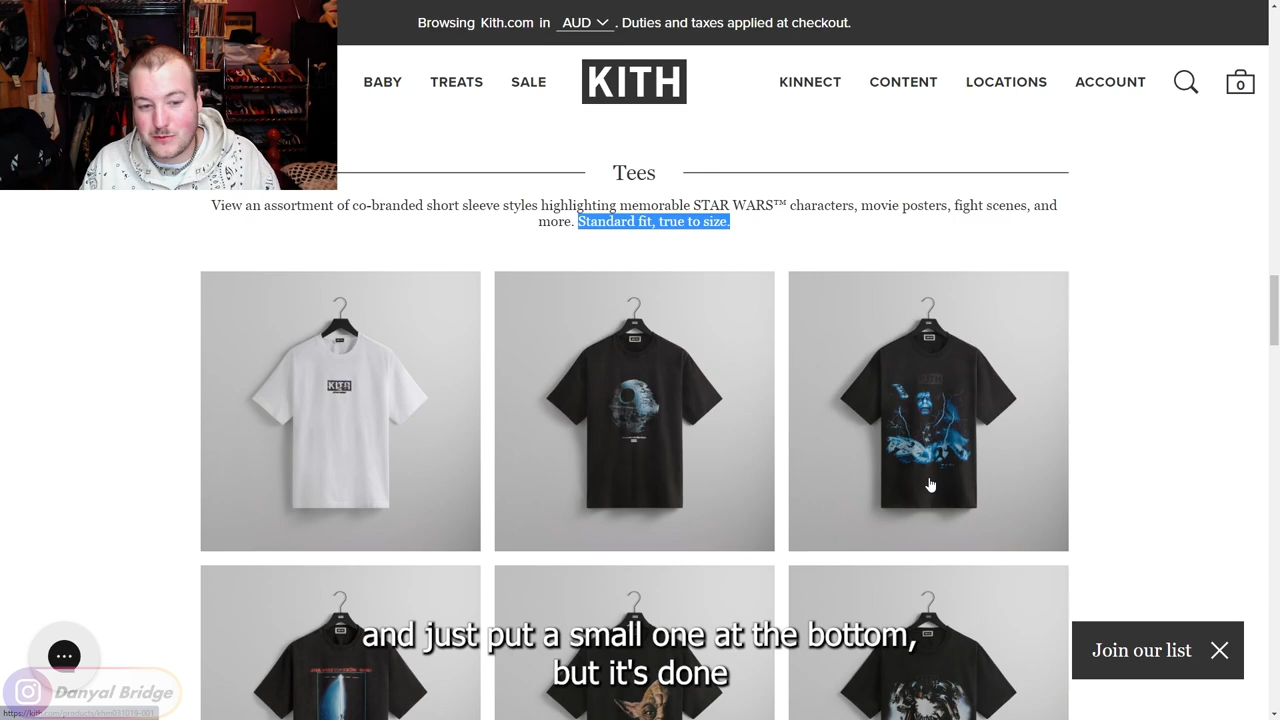 Browsing Kith.com in AUD . Duties and taxes applied at checkout.
BABY TREATS SALE KITH KINNECT CONTENT LOCATIONS ACCOUNT 0
Tees
View an assortment of co-branded short sleeve styles highlighting memorable STAR WARS™ characters, movie posters, fight scenes, and
more. Standard fit, true to size.
KITH
KITH
and just put a small one at the bottom,
but it's done
Join our list
Danyal Bridge